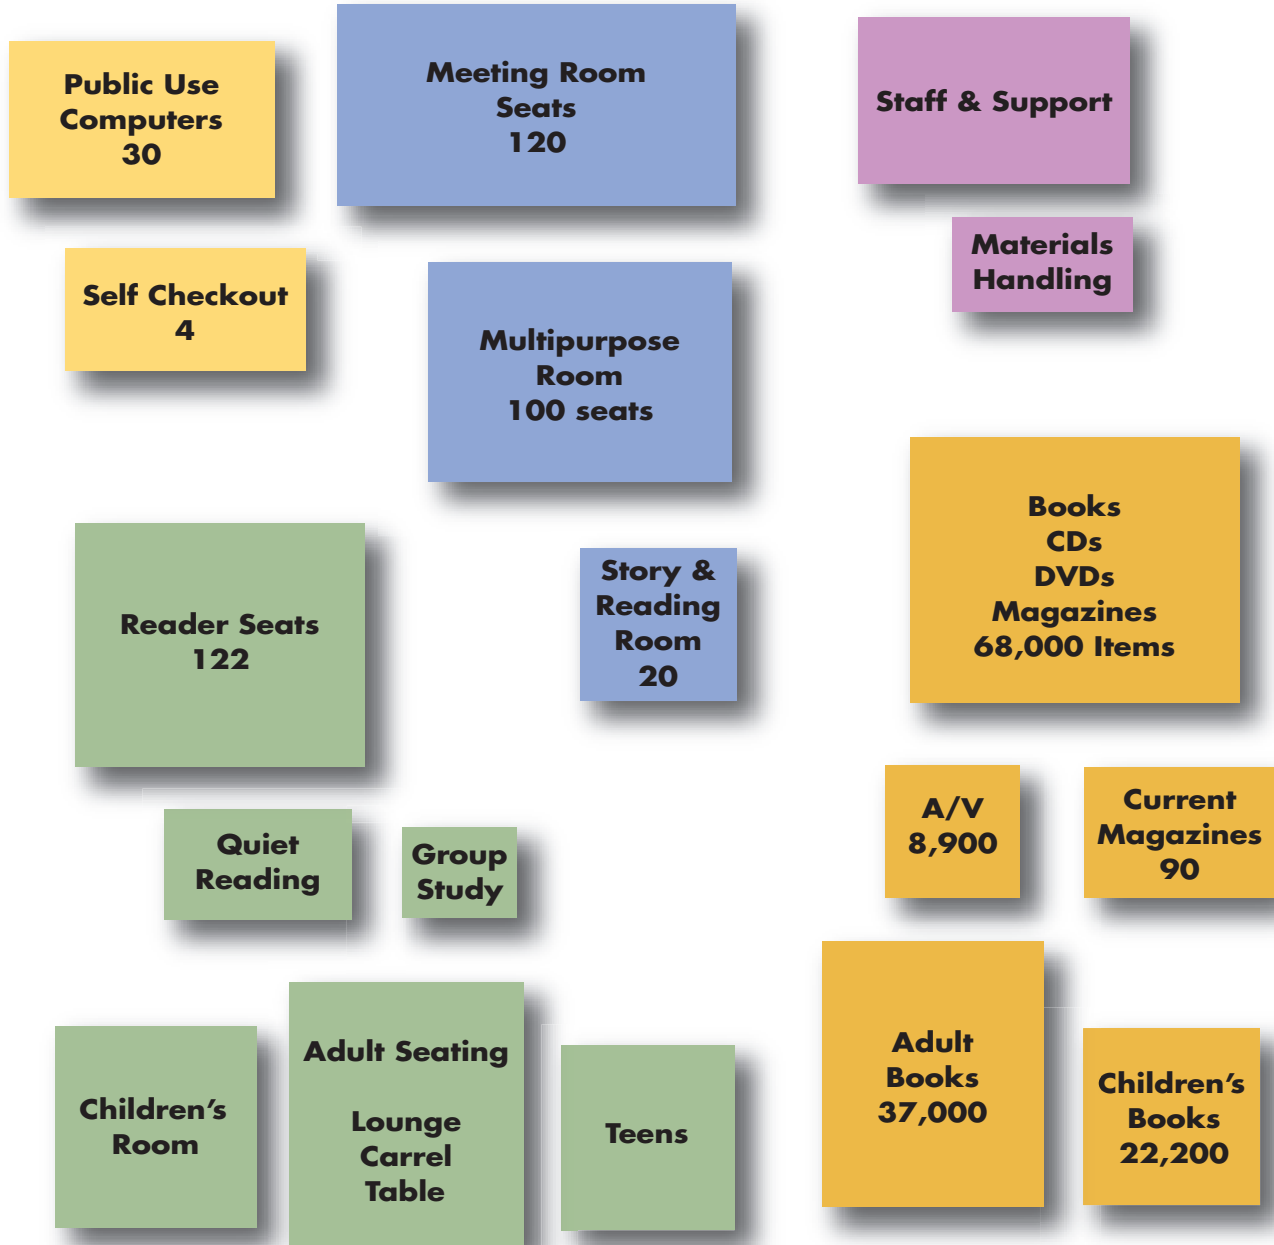 Public Use
Computers
30
Meeting Room
Seats
120
Staff & Support
Materials
Handling
Self Checkout
4
Multipurpose
Room
100 seats
Books
CDs
DVDs
Magazines
68,000 Items
Reader Seats
122
Story &
Reading
Room
20
A/V
8,900
Current
Magazines
90
Quiet
Reading
Group
Study
Children’s
Room
Adult Seating
Lounge
Carrel
Table
Teens
Adult
Books
37,000
Children’s
Books
22,200